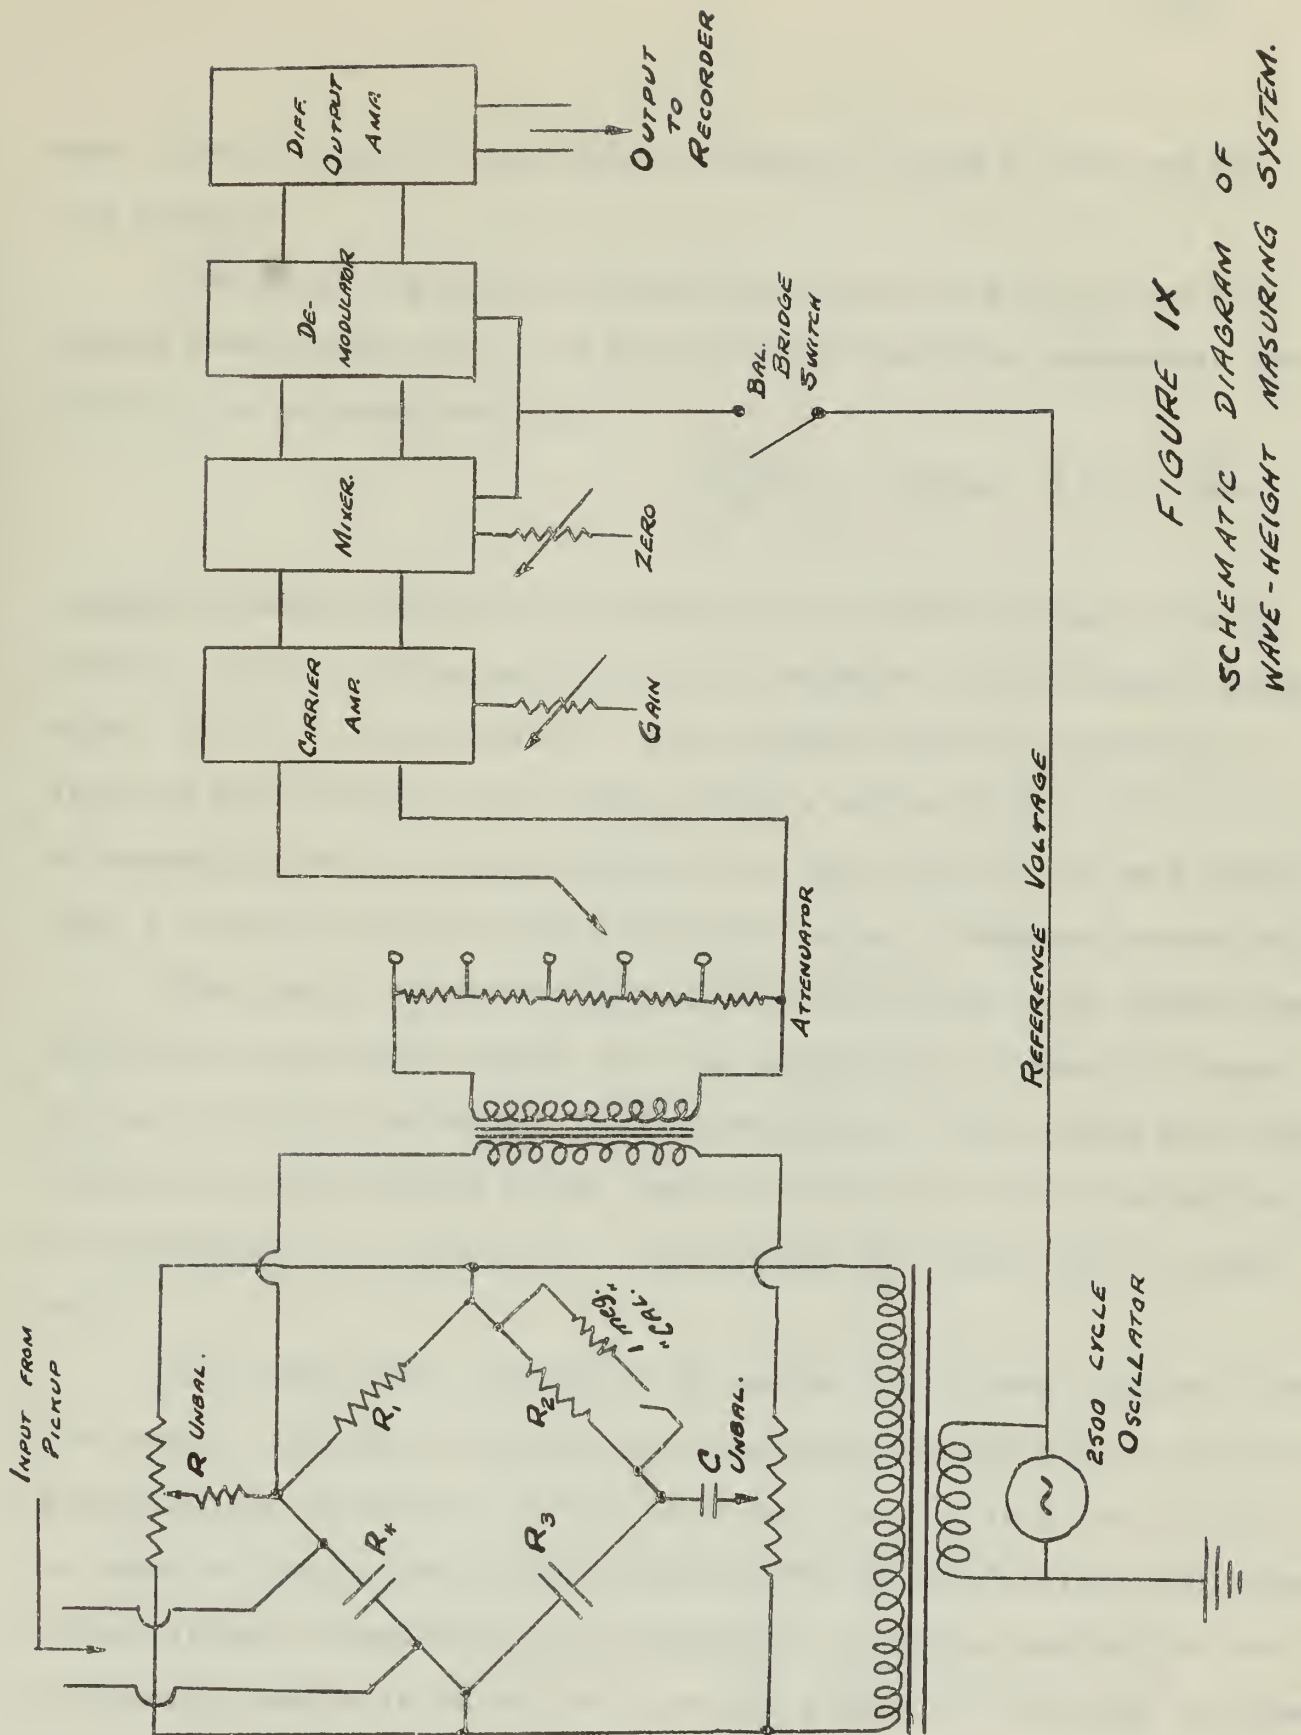 INPUT FROM
PICKUP
R UNBAL.
R1
R2
R3
R*
1 meg.
"CAL.
C
UNBAL.
2500 CYCLE
OSCILLATOR
ATTENUATOR
REFERENCE VOLTAGE
CARRIER
AMP.
GAIN
MIXER.
ZERO
DE-
MODULATOR
BAL.
BRIDGE
SWITCH
DIFF.
OUTPUT
AMP.
OUTPUT
TO
RECORDER
FIGURE IX
SCHEMATIC DIAGRAM OF
WAVE-HEIGHT MASURING SYSTEM.